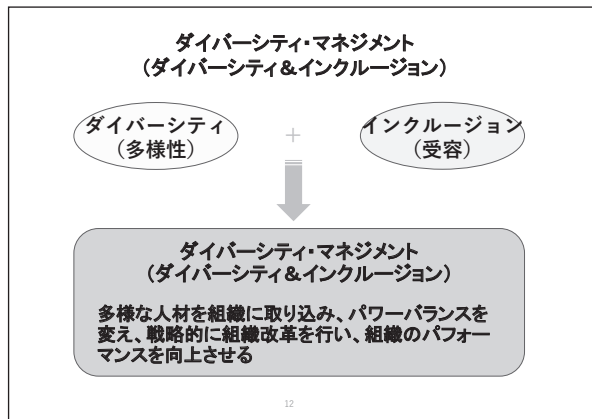 ダイバーシティ・マネジメント
（ダイバーシティ＆インクルージョン）
ダイバーシティ
（多様性）
+
インクルージョン
（受容）
ダイバーシティ・マネジメント
（ダイバーシティ＆インクルージョン）
多様な人材を組織に取り込み、パワーバランスを
変え、戦略的に組織改革を行い、組織のパフォー
マンスを向上させる
12